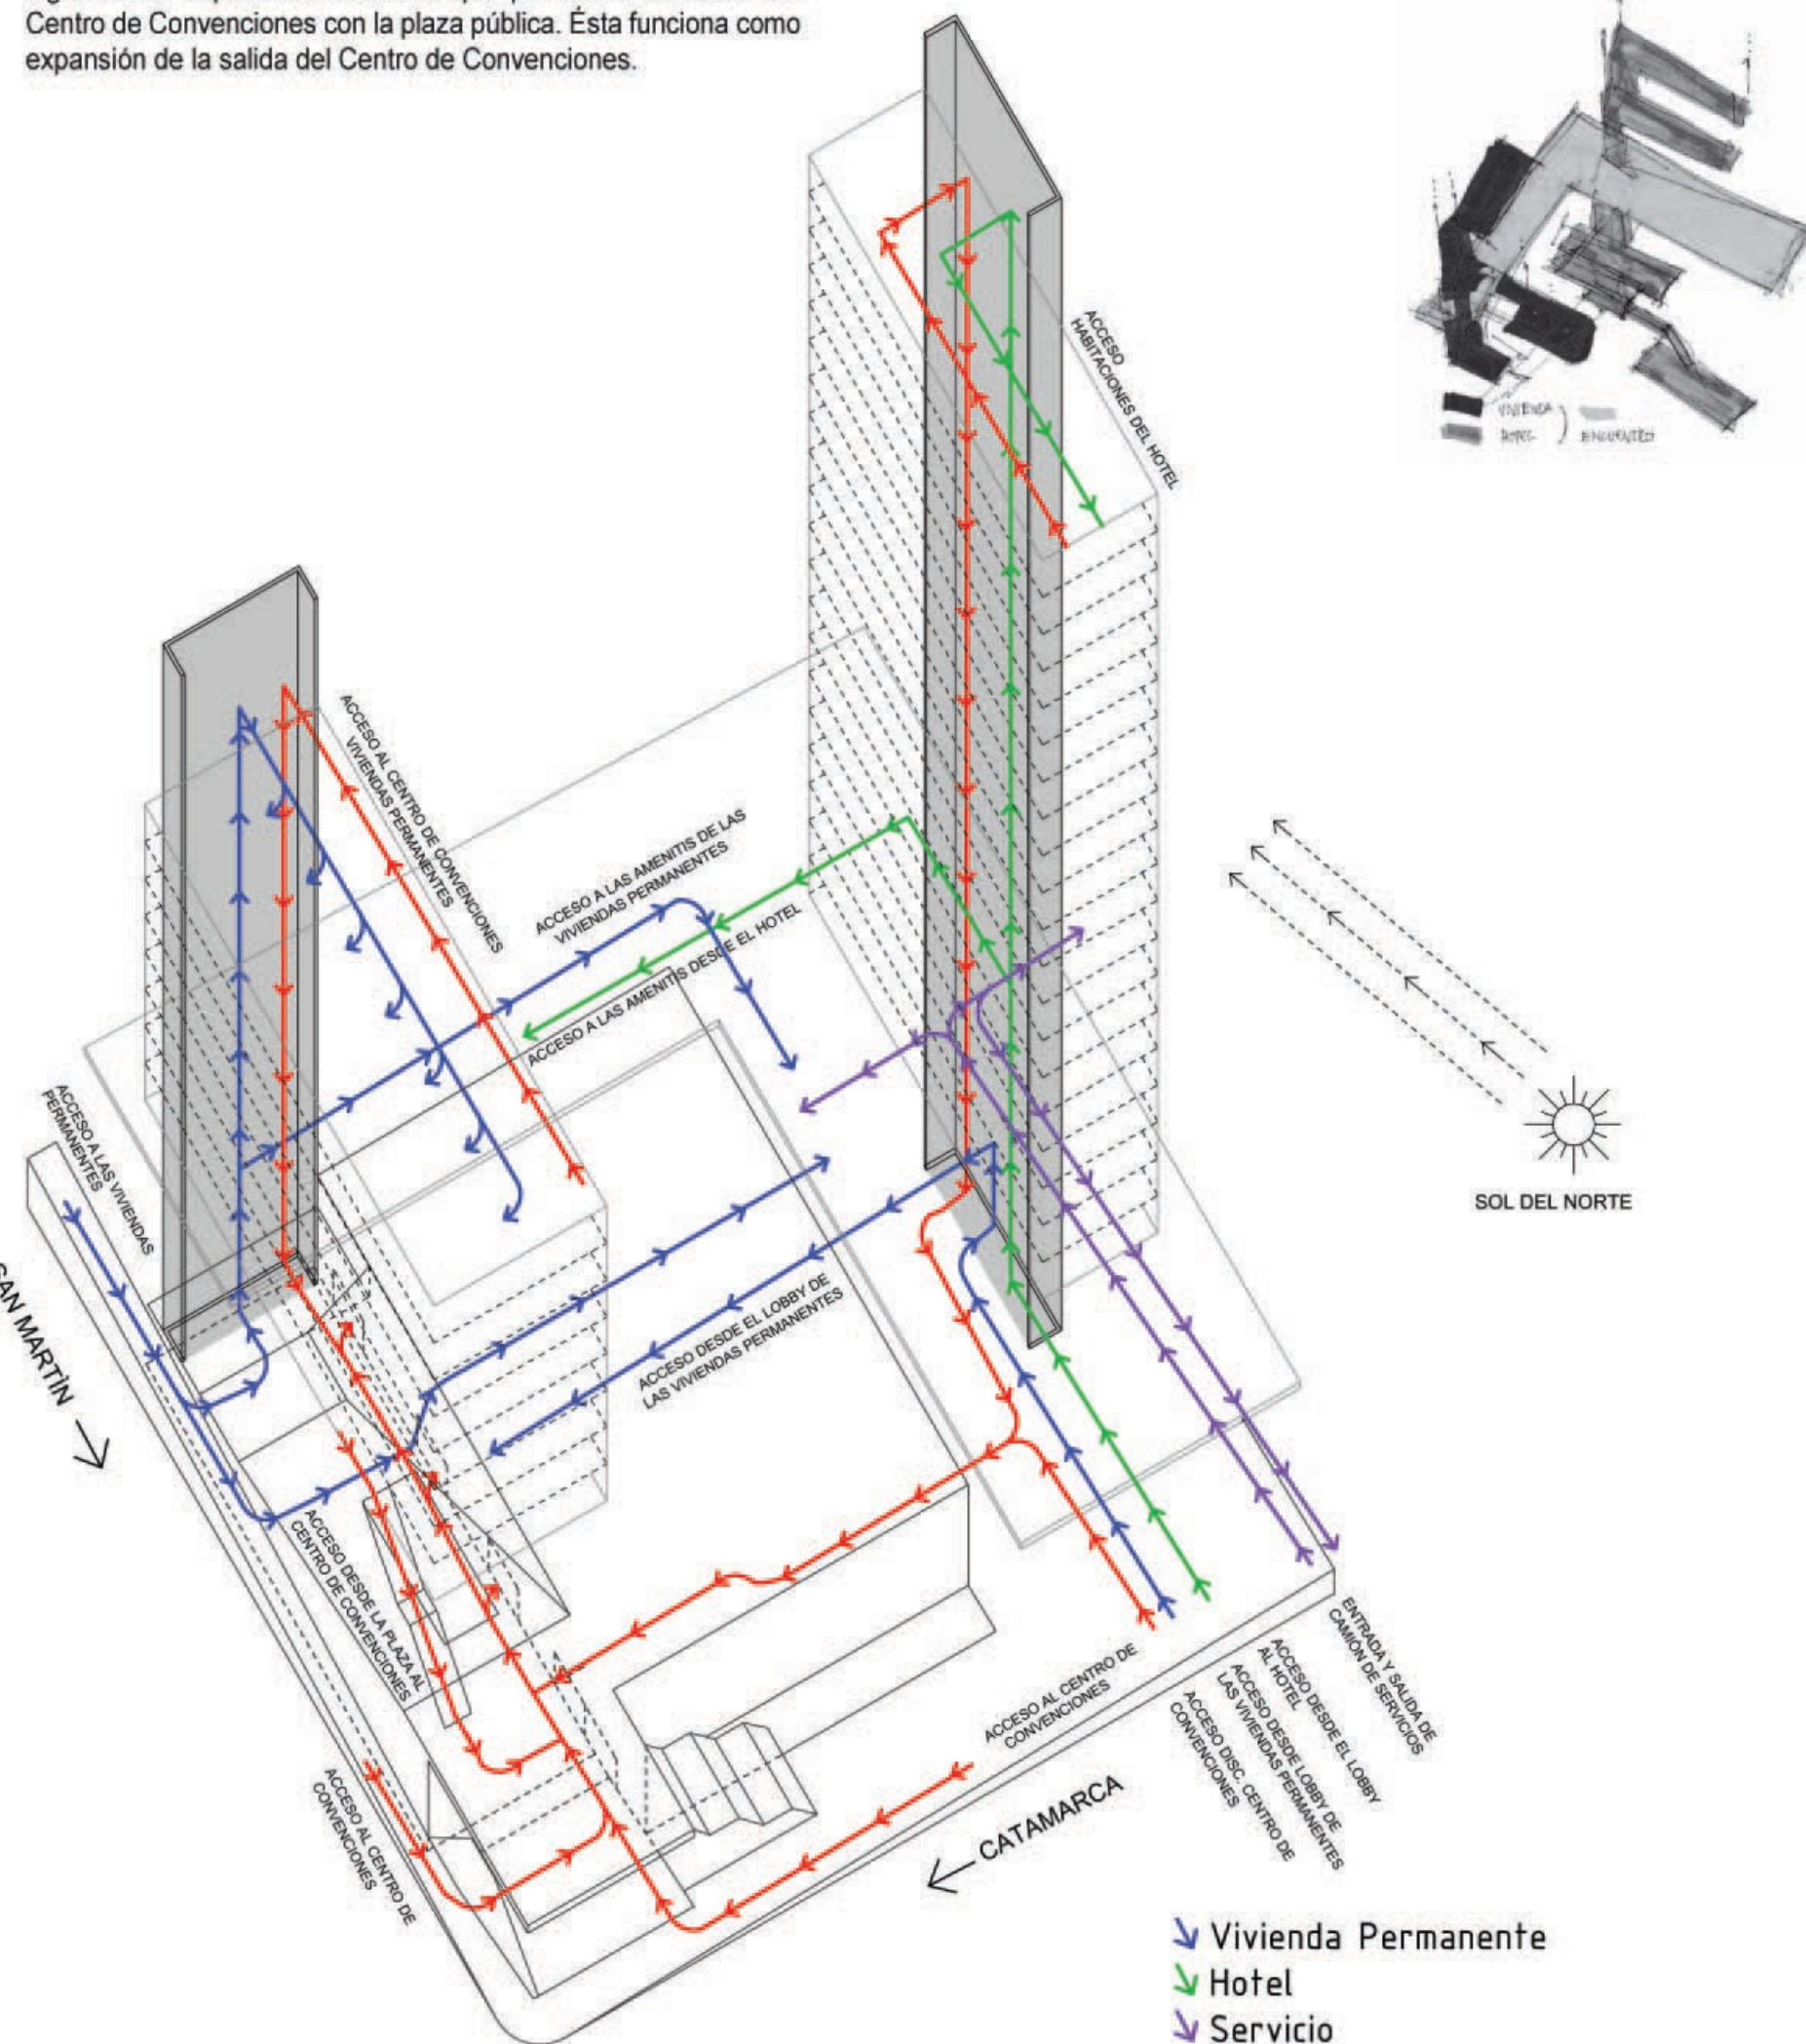 Centro de Convenciones con la plaza pública. Ésta funciona como
expansión de la salida del Centro de Convenciones.
VIVIENDA
HOTEL
ENCUENTRO
ACCESO
HABITACIONES DEL HOTEL
ACCESO AL CENTRO DE CONVENCIONES
VIVIENDAS PERMANENTES
ACCESO A LAS AMENITIS DE LAS
VIVIENDAS PERMANENTES
ACCESO A LAS AMENITIS DESDE EL HOTEL
ACCESO A LAS VIVIENDAS
PERMANENTES
SOL DEL NORTE
SAN MARTÌN
ACCESO DESDE EL LOBBY DE
LAS VIVIENDAS PERMANENTES
ACCESO DESDE LA PLAZA AL
CENTRO DE CONVENCIONES
ACCESO AL CENTRO DE
CONVENCIONES
ACCESO AL CENTRO DE
CONVENCIONES
CATAMARCA
ENTRADA Y SALIDA DE
CAMIÓN DE SERVICIOS
ACCESO DESDE EL LOBBY
AL HOTEL
ACCESO DESDE LOBBY DE
LAS VIVIENDAS PERMANENTES
ACCESO DISC. CENTRO DE
CONVENCIONES
Vivienda Permanente
Hotel
Servicio